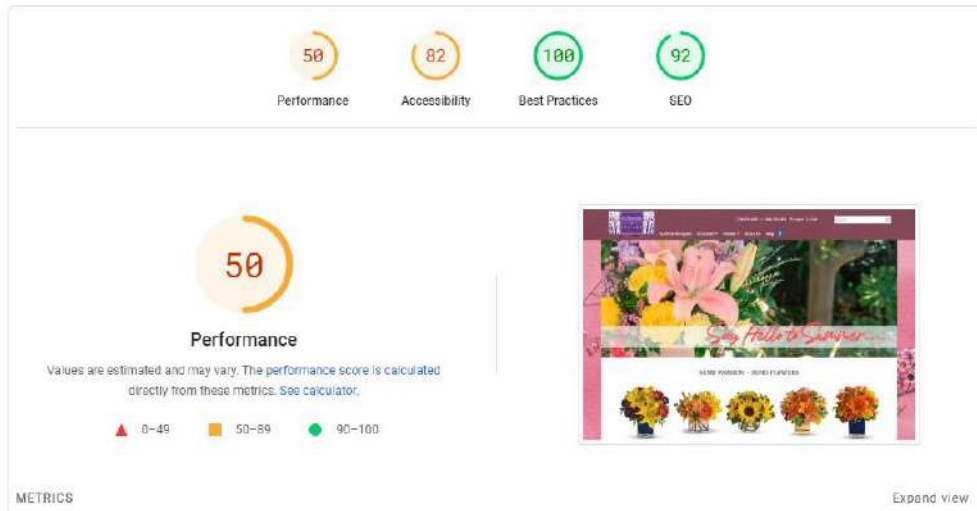 50
82
100
92
Performance
Accessibility
Best Practices
SEO
50
Performance
Values are estimated and may vary. The performance score is calculated
directly from these metrics. See calculator.
0–49
50–89
90–100
Say Hello to Summer
METRICS
Expand view